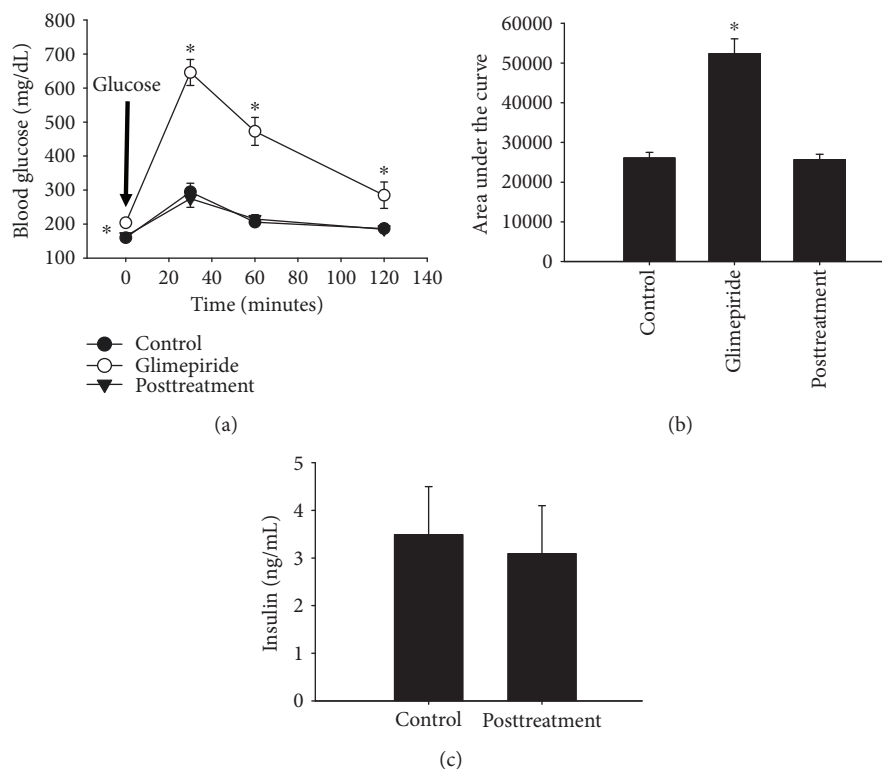 800
700
600
500
400
300
200
100
Blood glucose (mg/dL)
Glucose
*
*
*
*
0
20
40
60
80
100
120
140
Time (minutes)
Control
Glimepiride
Posttreatment
(a)
60000
50000
40000
30000
20000
10000
0
Area under the curve
*
Control
Glimepiride
Posttreatment
(b)
5
4
3
2
1
0
Insulin (ng/mL)
Control
Posttreatment
(c)